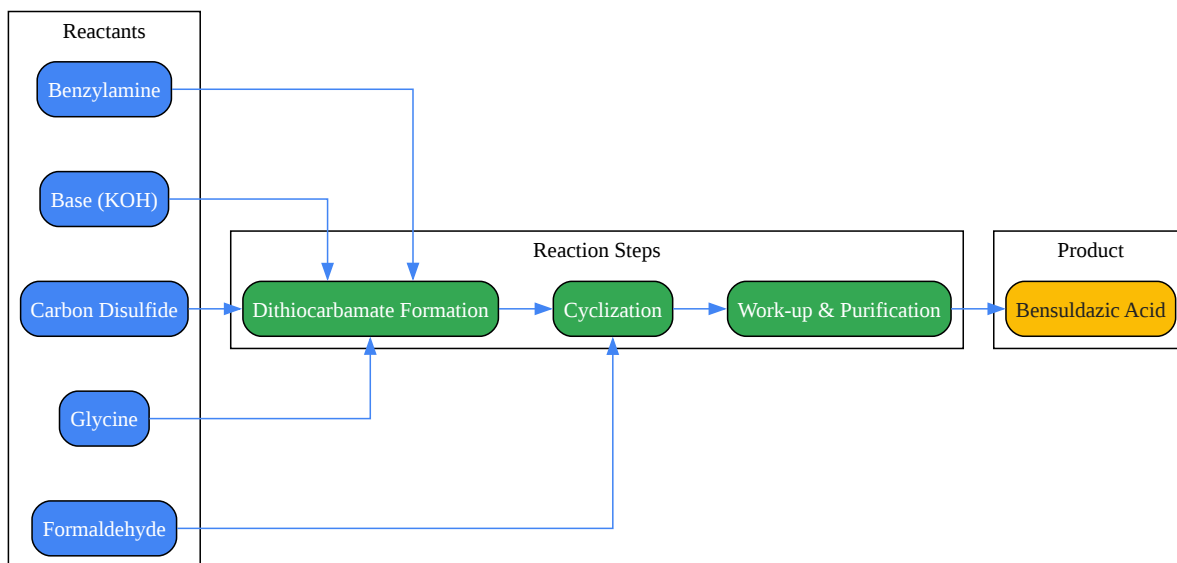 Reactants
Benzylamine
Base (KOH)
Carbon Disulfide
Glycine
Formaldehyde
Reaction Steps
Dithiocarbamate Formation
Cyclization
Work-up & Purification
Product
Bensuldazic Acid